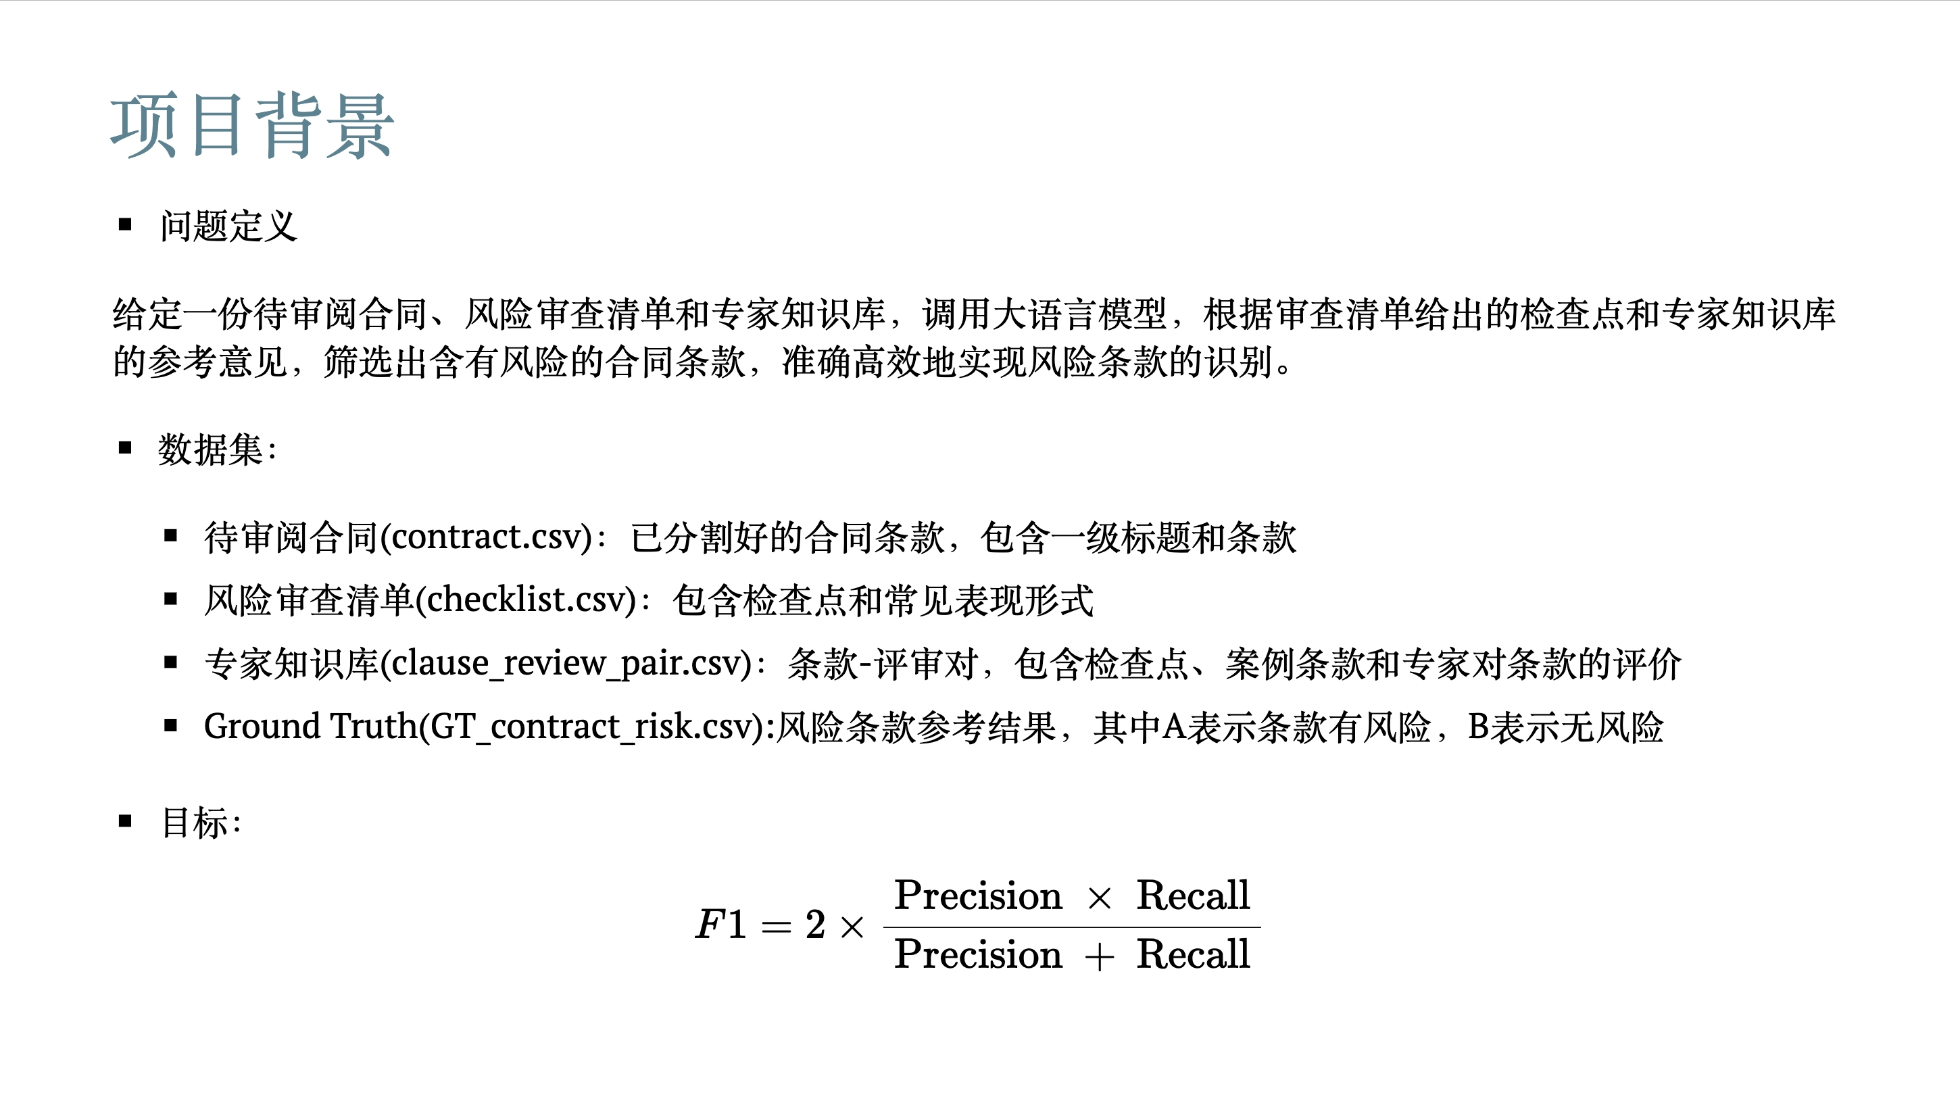 项目背景
▪ 问题定义
给定一份待审阅合同、风险审查清单和专家知识库，调用大语言模型，根据审查清单给出的检查点和专家知识库
的参考意见，筛选出含有风险的合同条款，准确高效地实现风险条款的识别。
▪ 数据集：
▪ 待审阅合同(contract.csv)：已分割好的合同条款，包含一级标题和条款
▪ 风险审查清单(checklist.csv)：包含检查点和常见表现形式
▪ 专家知识库(clause_review_pair.csv)：条款-评审对，包含检查点、案例条款和专家对条款的评价
▪ Ground Truth(GT_contract_risk.csv):风险条款参考结果，其中A表示条款有风险，B表示无风险
▪ 目标：
F1 = 2 × (Precision × Recall) / (Precision + Recall)